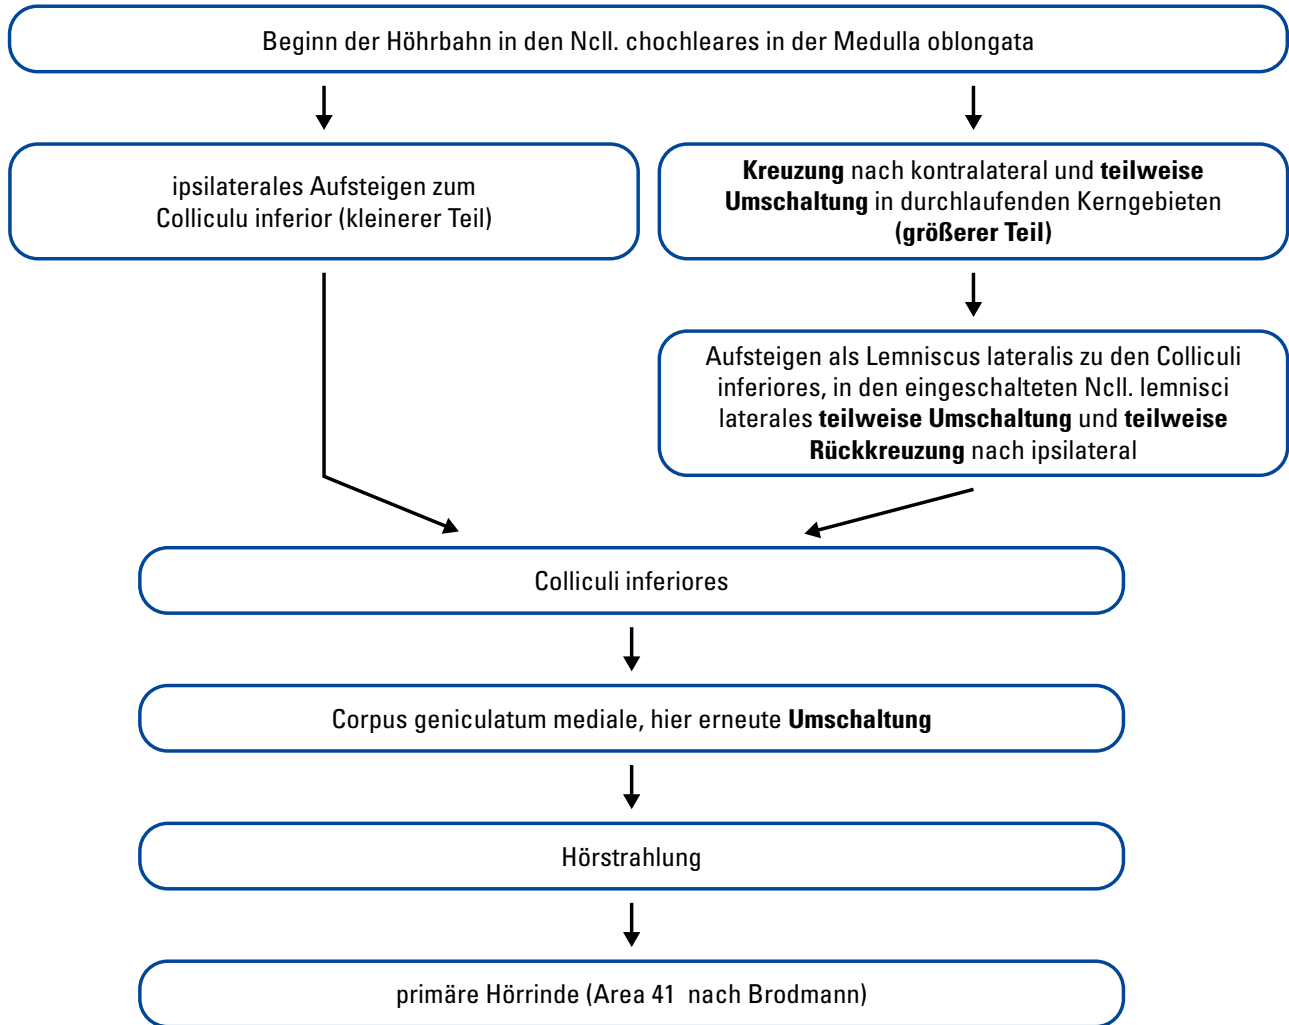 Beginn der Höhrbahn in den Ncll. chochleares in der Medulla oblongata
ipsilaterales Aufsteigen zum
Colliculu inferior (kleinerer Teil)
Kreuzung nach kontralateral und teilweise
Umschaltung in durchlaufenden Kerngebieten
(größerer Teil)
Aufsteigen als Lemniscus lateralis zu den Colliculi
inferiores, in den eingeschalteten Ncll. lemnisci
laterales teilweise Umschaltung und teilweise
Rückkreuzung nach ipsilateral
Colliculi inferiores
Corpus geniculatum mediale, hier erneute Umschaltung
Hörstrahlung
primäre Hörrinde (Area 41 nach Brodmann)